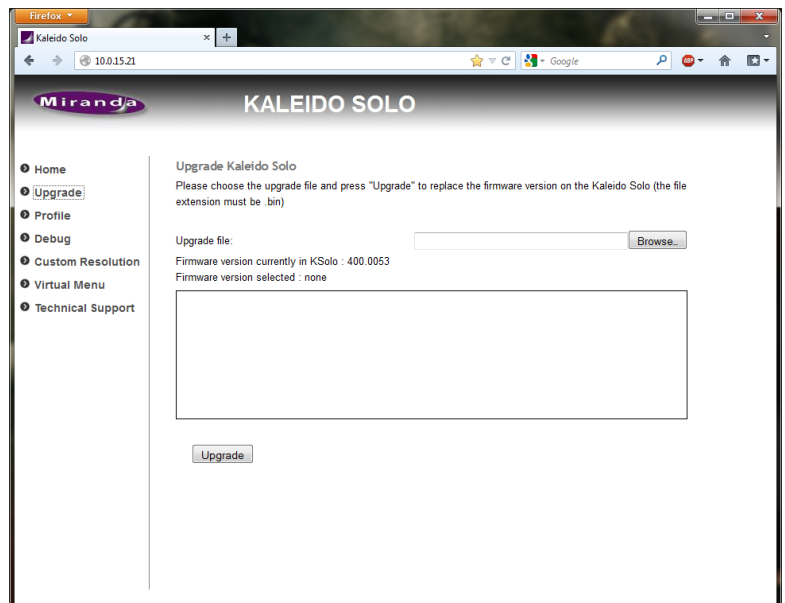 Firefox
Kaleido Solo
10.0.15.21
Google
ABP
Miranda
KALEIDO SOLO
Home
Upgrade
Profile
Debug
Custom Resolution
Virtual Menu
Technical Support
Upgrade Kaleido Solo
Please choose the upgrade file and press "Upgrade" to replace the firmware version on the Kaleido Solo (the file
extension must be .bin)
Upgrade file:
Browse_
Firmware version currently in KSolo : 400.0053
Firmware version selected : none
Upgrade